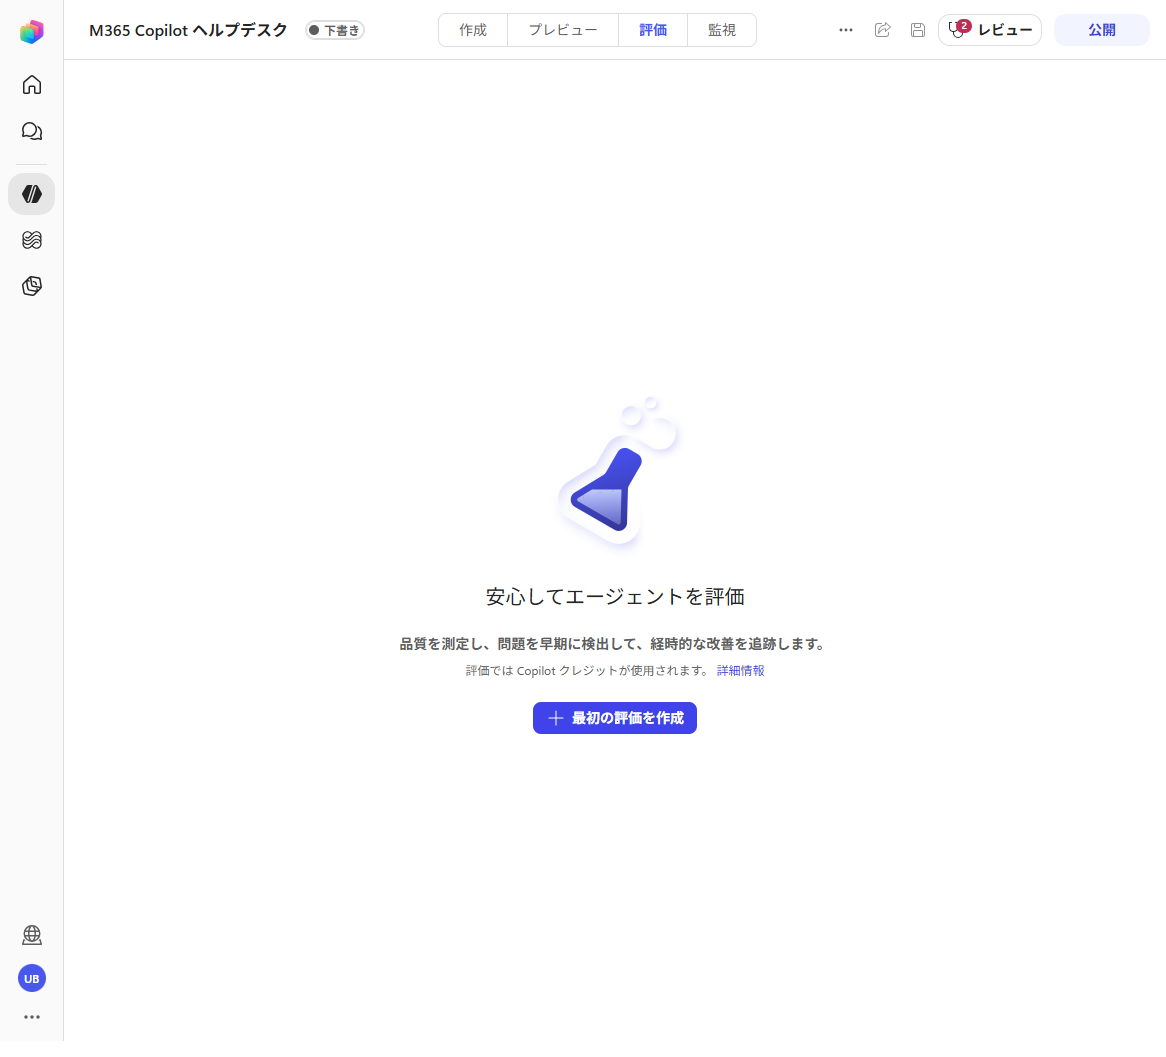 M365 Copilot ヘルプデスク
下書き
作成
プレビュー
評価
監視
2
レビュー
公開
安心してエージェントを評価
品質を測定し、問題を早期に検出して、経時的な改善を追跡します。
評価では Copilot クレジットが使用されます。 詳細情報
最初の評価を作成
UB